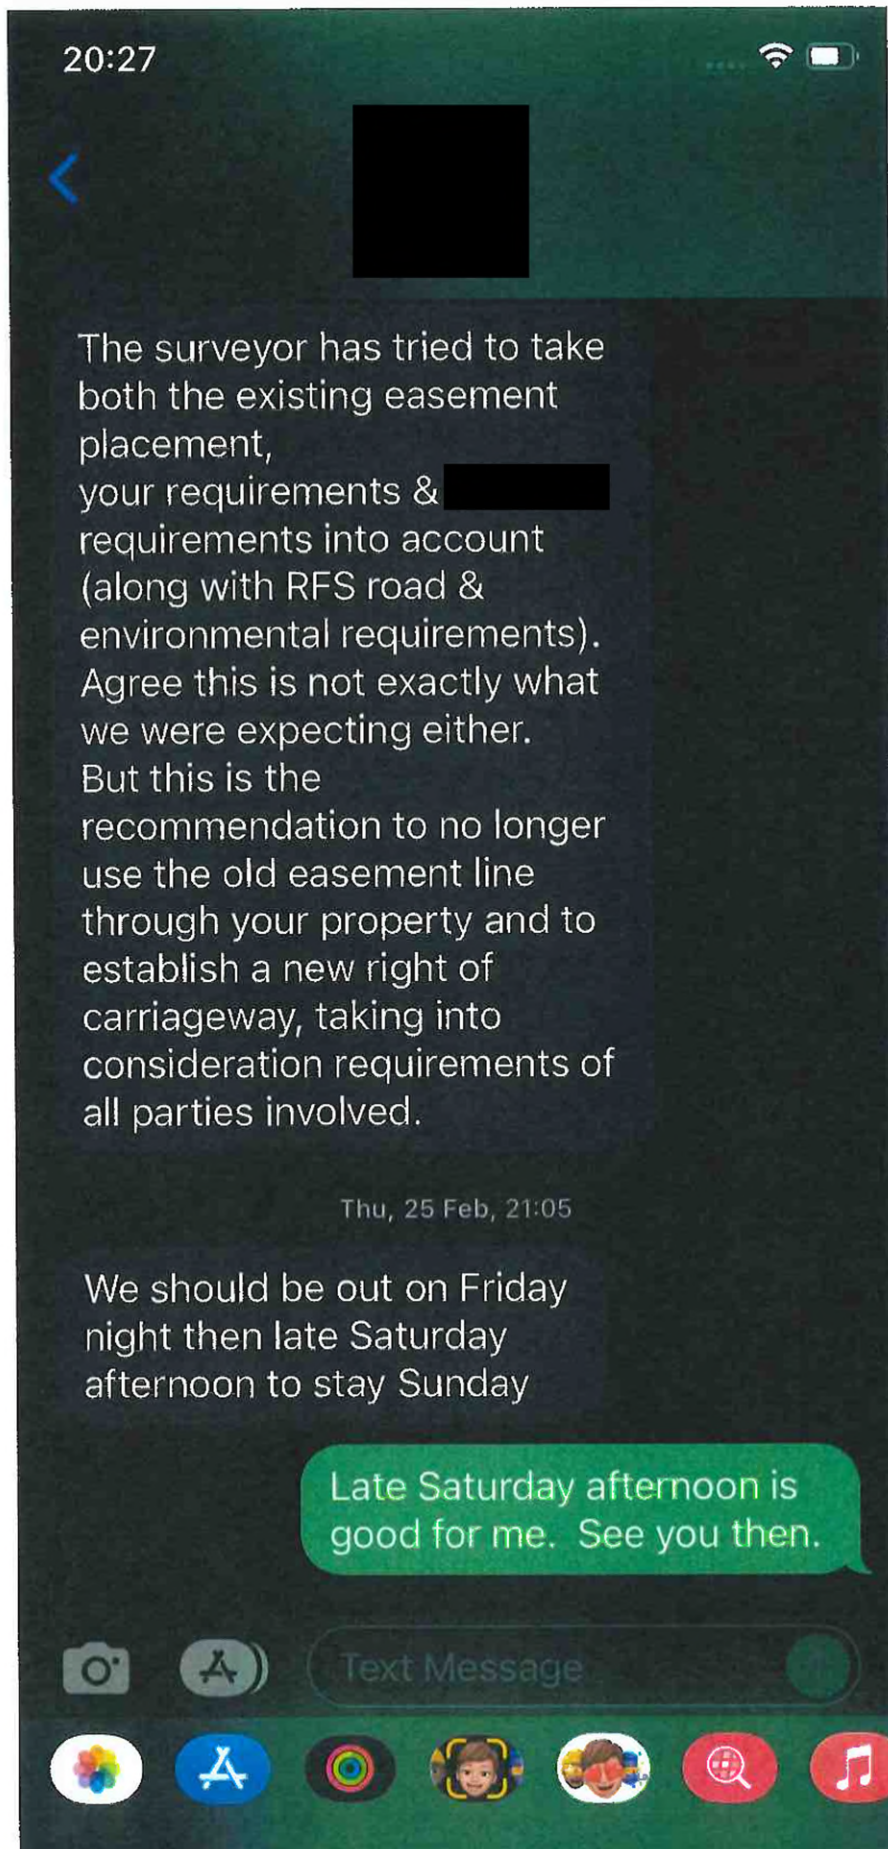 20:27
The surveyor has tried to take
both the existing easement
placement,
your requirements &
requirements into account
(along with RFS road &
environmental requirements).
Agree this is not exactly what
we were expecting either.
But this is the
recommendation to no longer
use the old easement line
through your property and to
establish a new right of
carriageway, taking into
consideration requirements of
all parties involved.
Thu, 25 Feb, 21:05
We should be out on Friday
night then late Saturday
afternoon to stay Sunday
Late Saturday afternoon is
good for me.  See you then.
Text Message